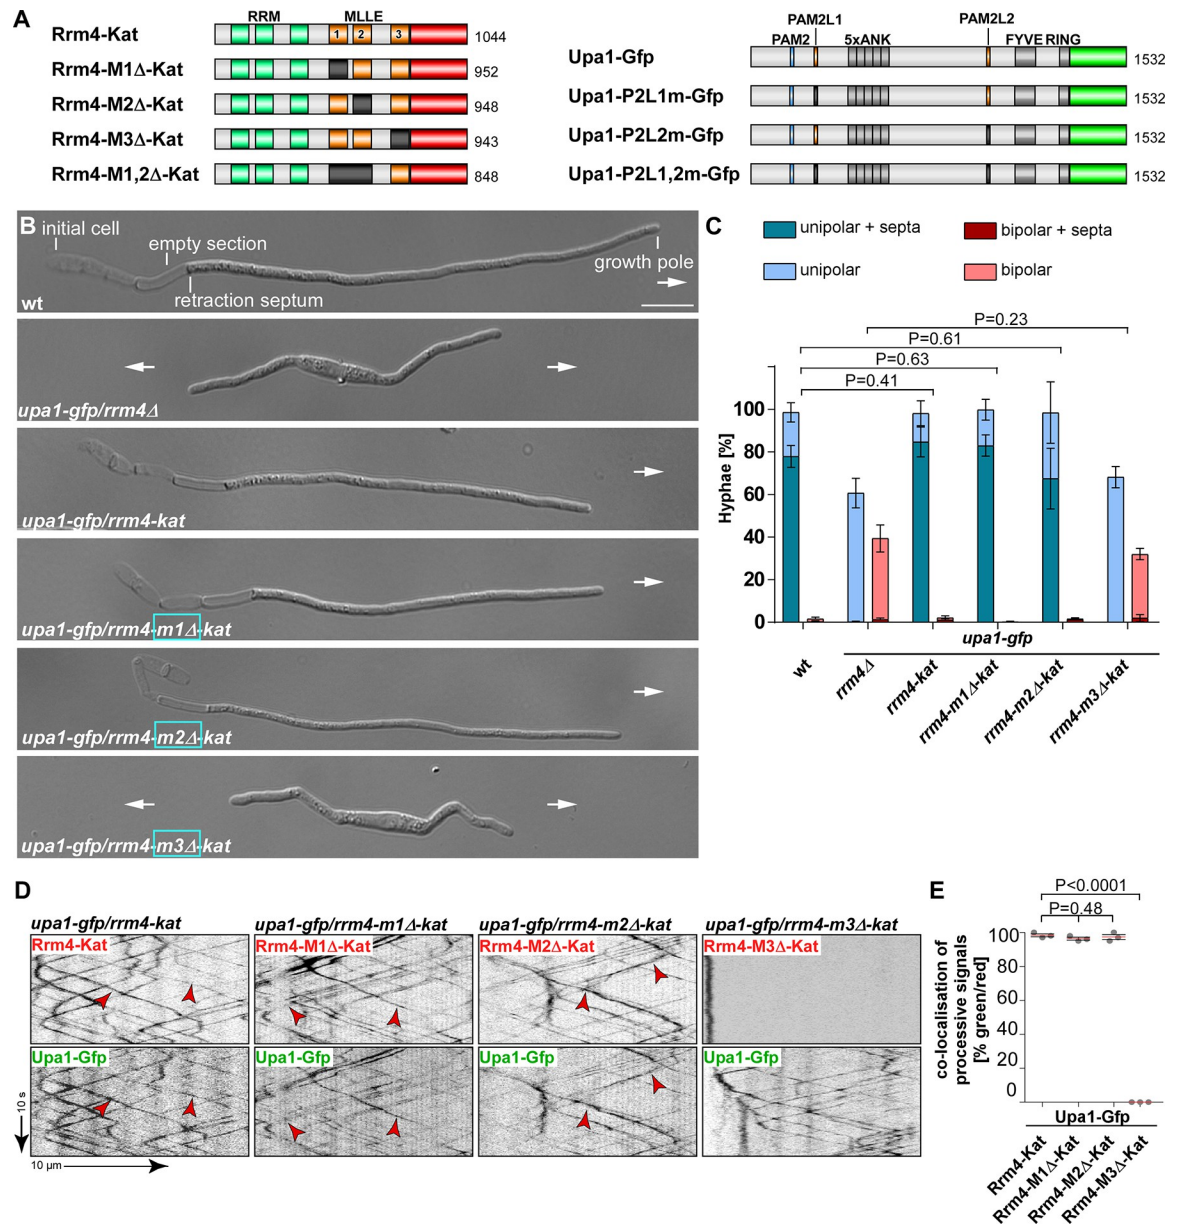 A
RRM
MLLE
Rrm4-Kat
1
2
3
1044
Rrm4-M1Δ-Kat
952
Rrm4-M2Δ-Kat
948
Rrm4-M3Δ-Kat
943
Rrm4-M1,2Δ-Kat
848
PAM2L1
PAM2L2
PAM2
5xANK
FYVE RING
Upa1-Gfp
1532
Upa1-P2L1m-Gfp
1532
Upa1-P2L2m-Gfp
1532
Upa1-P2L1,2m-Gfp
1532
B
initial cell
empty section
growth pole
retraction septum
wt
upa1-gfp/rrm4Δ
upa1-gfp/rrm4-kat
upa1-gfp/rrm4-m1Δ-kat
upa1-gfp/rrm4-m2Δ-kat
upa1-gfp/rrm4-m3Δ-kat
C
unipolar + septa
bipolar + septa
unipolar
bipolar
P=0.23
P=0.61
P=0.63
P=0.41
Hyphae [%]
100
80
60
40
20
0
upa1-gfp
wt
rrm4Δ
rrm4-kat
rrm4-m1Δ-kat
rrm4-m2Δ-kat
rrm4-m3Δ-kat
D
upa1-gfp/rrm4-kat
upa1-gfp/rrm4-m1Δ-kat
upa1-gfp/rrm4-m2Δ-kat
upa1-gfp/rrm4-m3Δ-kat
Rrm4-Kat
Rrm4-M1Δ-Kat
Rrm4-M2Δ-Kat
Rrm4-M3Δ-Kat
Upa1-Gfp
Upa1-Gfp
Upa1-Gfp
Upa1-Gfp
10 s
10 µm
E
P<0.0001
P=0.48
co-localisation of
processive signals
[% green/red]
100
80
60
40
20
0
Upa1-Gfp
Rrm4-Kat
Rrm4-M1Δ-Kat
Rrm4-M2Δ-Kat
Rrm4-M3Δ-Kat